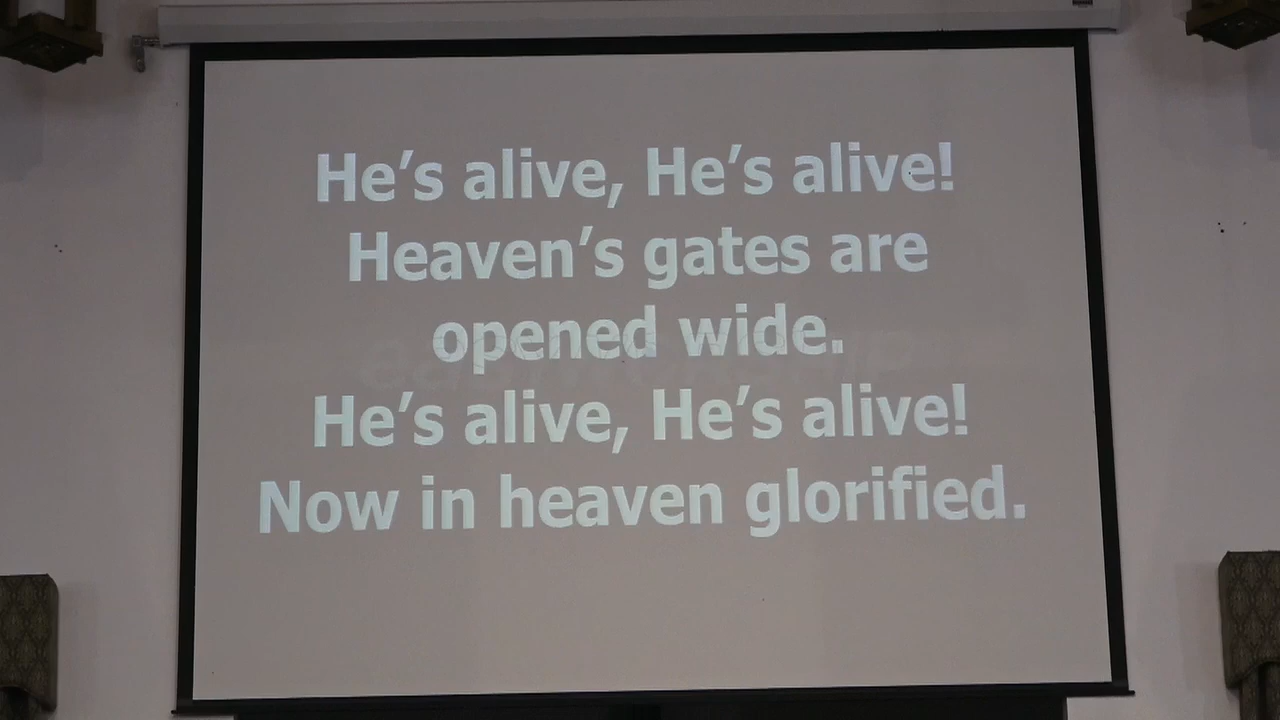 He’s alive, He’s alive!
Heaven’s gates are
opened wide.
He’s alive, He’s alive!
Now in heaven glorified.